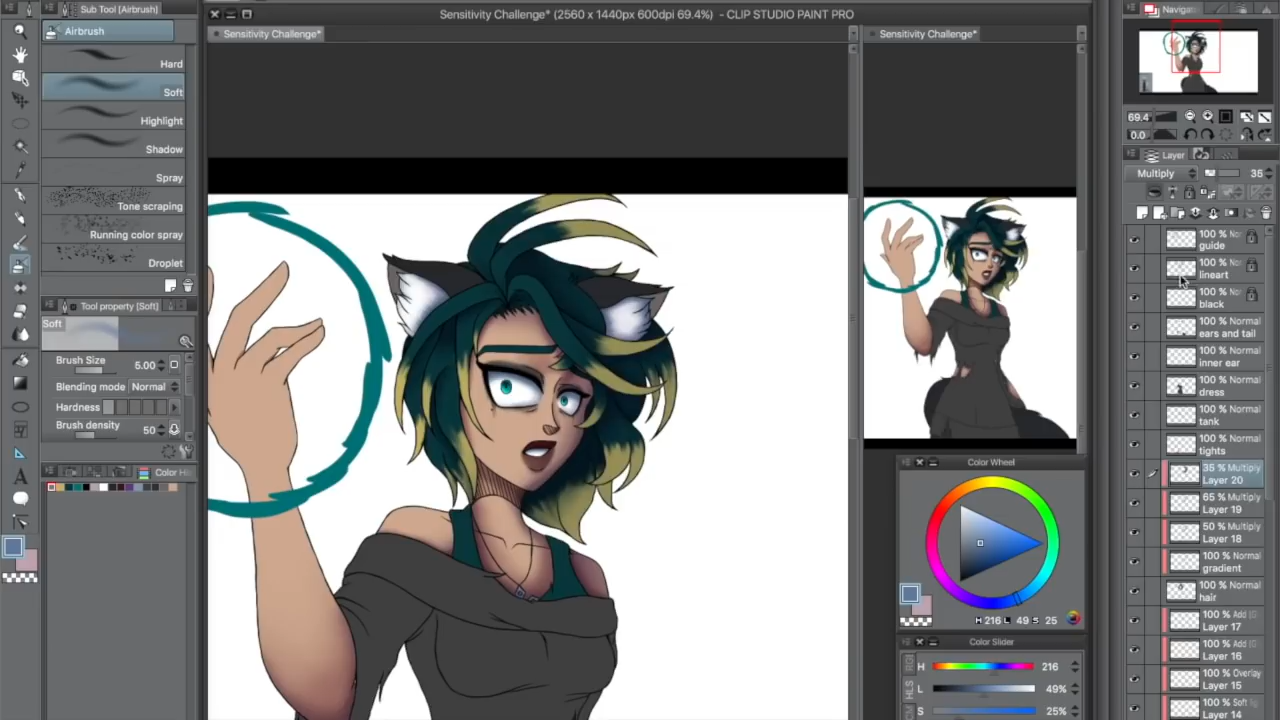 Sub Tool [Airbrush]
Airbrush
Hard
Soft
Highlight
Shadow
Spray
Tone scraping
Running color spray
Droplet
Tool property [Soft]
Soft
Brush Size 5.00
Blending mode Normal
Hardness
Brush density 50
Sensitivity Challenge* (2560 x 1440px 600dpi 69.4%) - CLIP STUDIO PAINT PRO
Sensitivity Challenge*
Sensitivity Challenge*
Color Wheel
H 216 L 49 S 25
Color Slider
H 216
L 49%
S 25%
69.4
0.0
Layer
Multiply 36
100 %
guide
100 %
lineart
100 %
black
100 % Normal
ears and tail
100 % Normal
inner ear
100 % Normal
dress
100 % Normal
tank
100 % Normal
tights
35 % Multiply
Layer 20
65 % Multiply
Layer 19
50 % Multiply
Layer 18
100 % Normal
gradient
100 % Normal
hair
100 % Add
Layer 17
100 % Add
Layer 16
100 % Overlay
Layer 15
100 % Soft
Layer 14